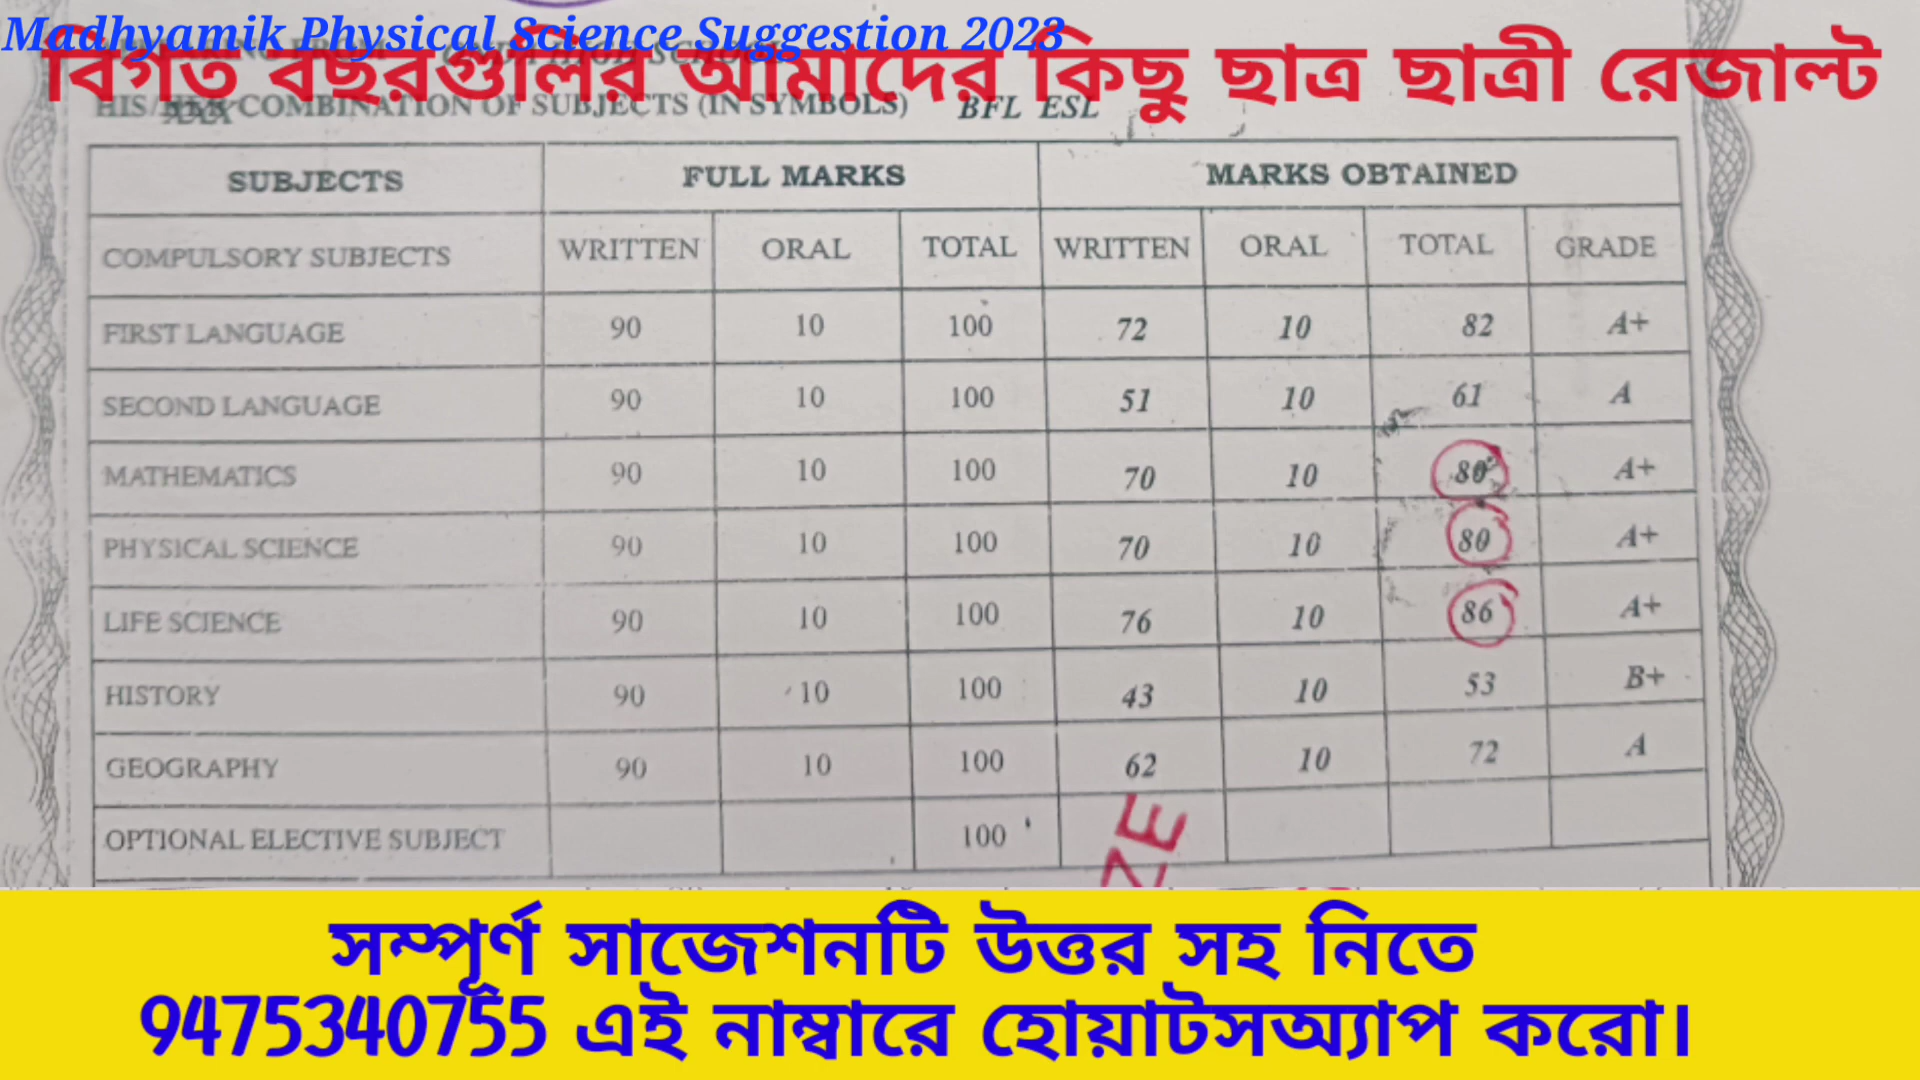 Madhyamik Physical Science Suggestion 2023
বিগত বছরগুলির আমাদের কিছু ছাত্র ছাত্রী রেজাল্ট
HIS/HER COMBINATION OF SUBJECTS (IN SYMBOLS) BFL ESL
SUBJECTS FULL MARKS MARKS OBTAINED
COMPULSORY SUBJECTS WRITTEN ORAL TOTAL WRITTEN ORAL TOTAL GRADE
FIRST LANGUAGE 90 10 100 72 10 82 A+
SECOND LANGUAGE 90 10 100 51 10 61 A
MATHEMATICS 90 10 100 70 10 80 A+
PHYSICAL SCIENCE 90 10 100 70 10 80 A+
LIFE SCIENCE 90 10 100 76 10 86 A+
HISTORY 90 10 100 43 10 53 B+
GEOGRAPHY 90 10 100 62 10 72 A
OPTIONAL ELECTIVE SUBJECT 100
ZE
সম্পূর্ণ সাজেশনটি উত্তর সহ নিতে
9475340755 এই নাম্বারে হোয়াটসঅ্যাপ করো।